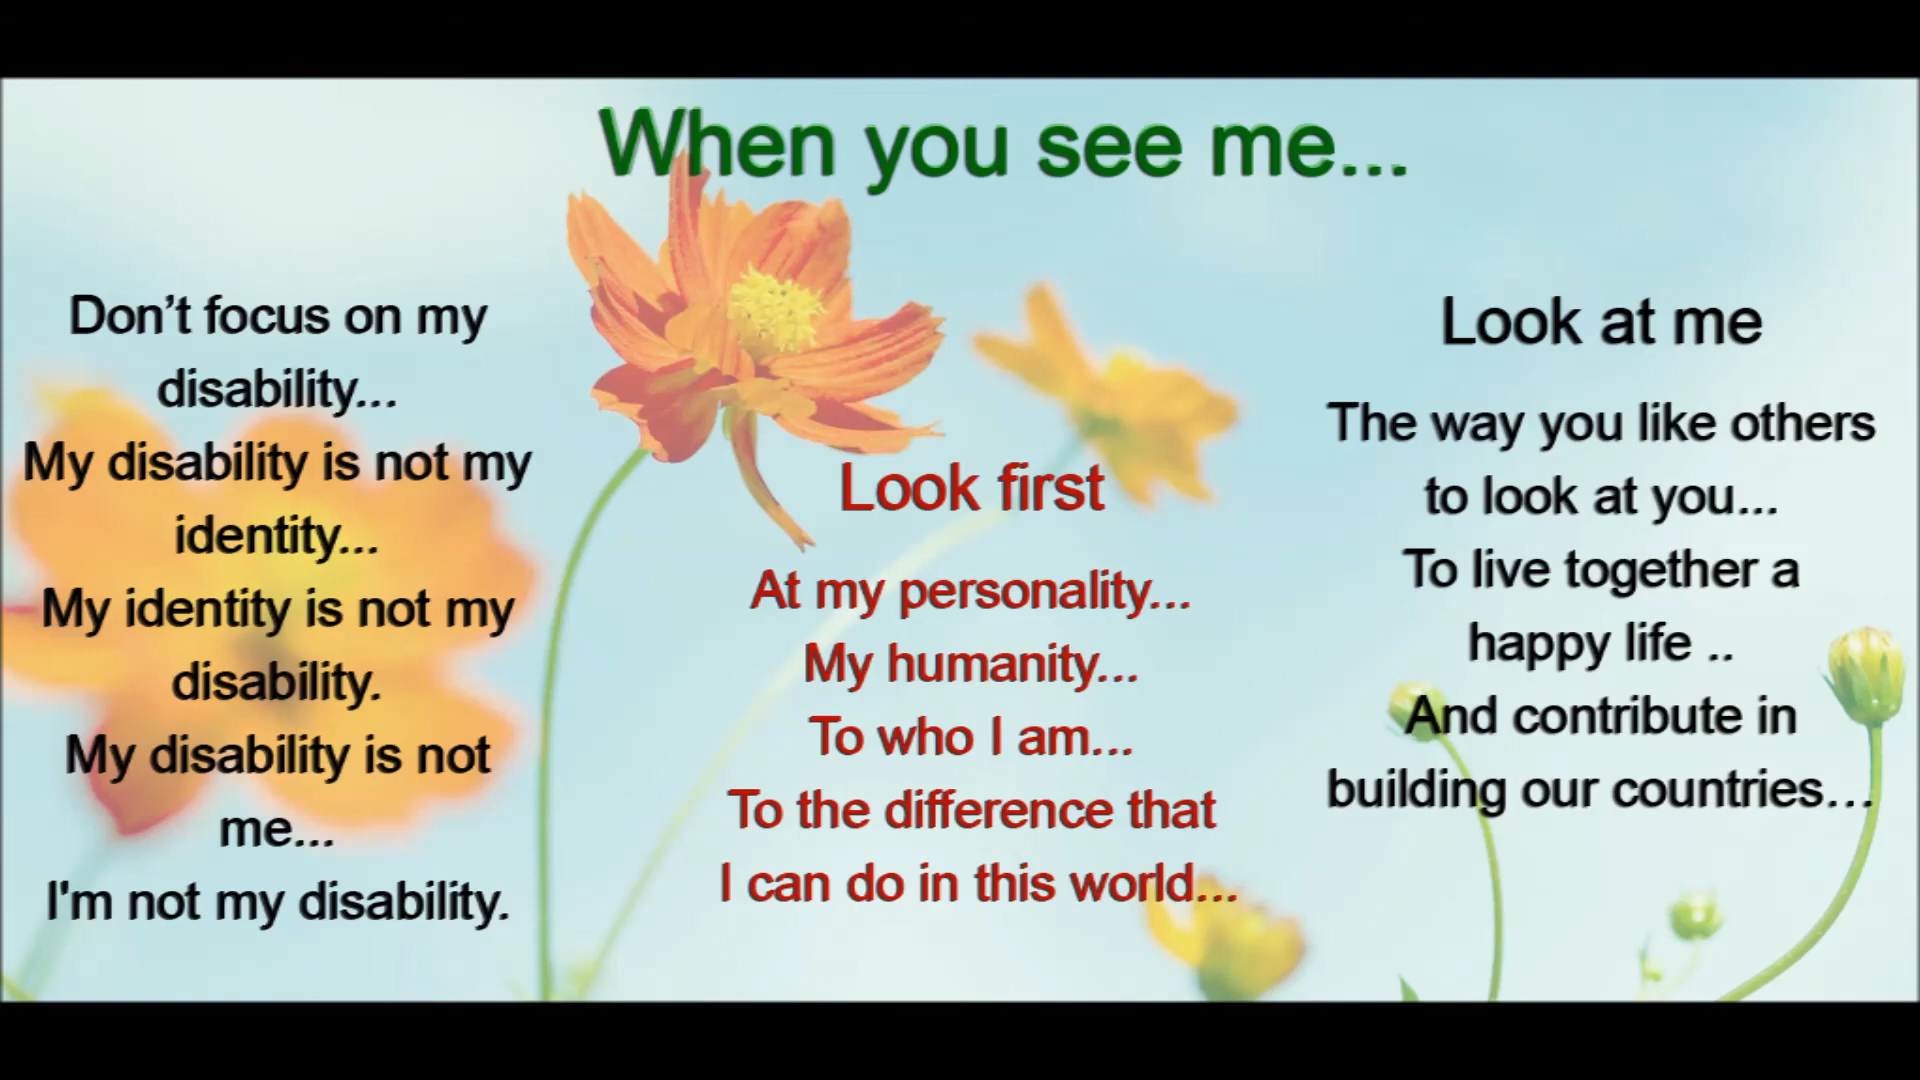 When you see me...
Don’t focus on my
disability...
My disability is not my
identity...
My identity is not my
disability.
My disability is not
me...
I'm not my disability.
Look first
At my personality...
My humanity...
To who I am...
To the difference that
I can do in this world...
Look at me
The way you like others
to look at you...
To live together a
happy life ..
And contribute in
building our countries…